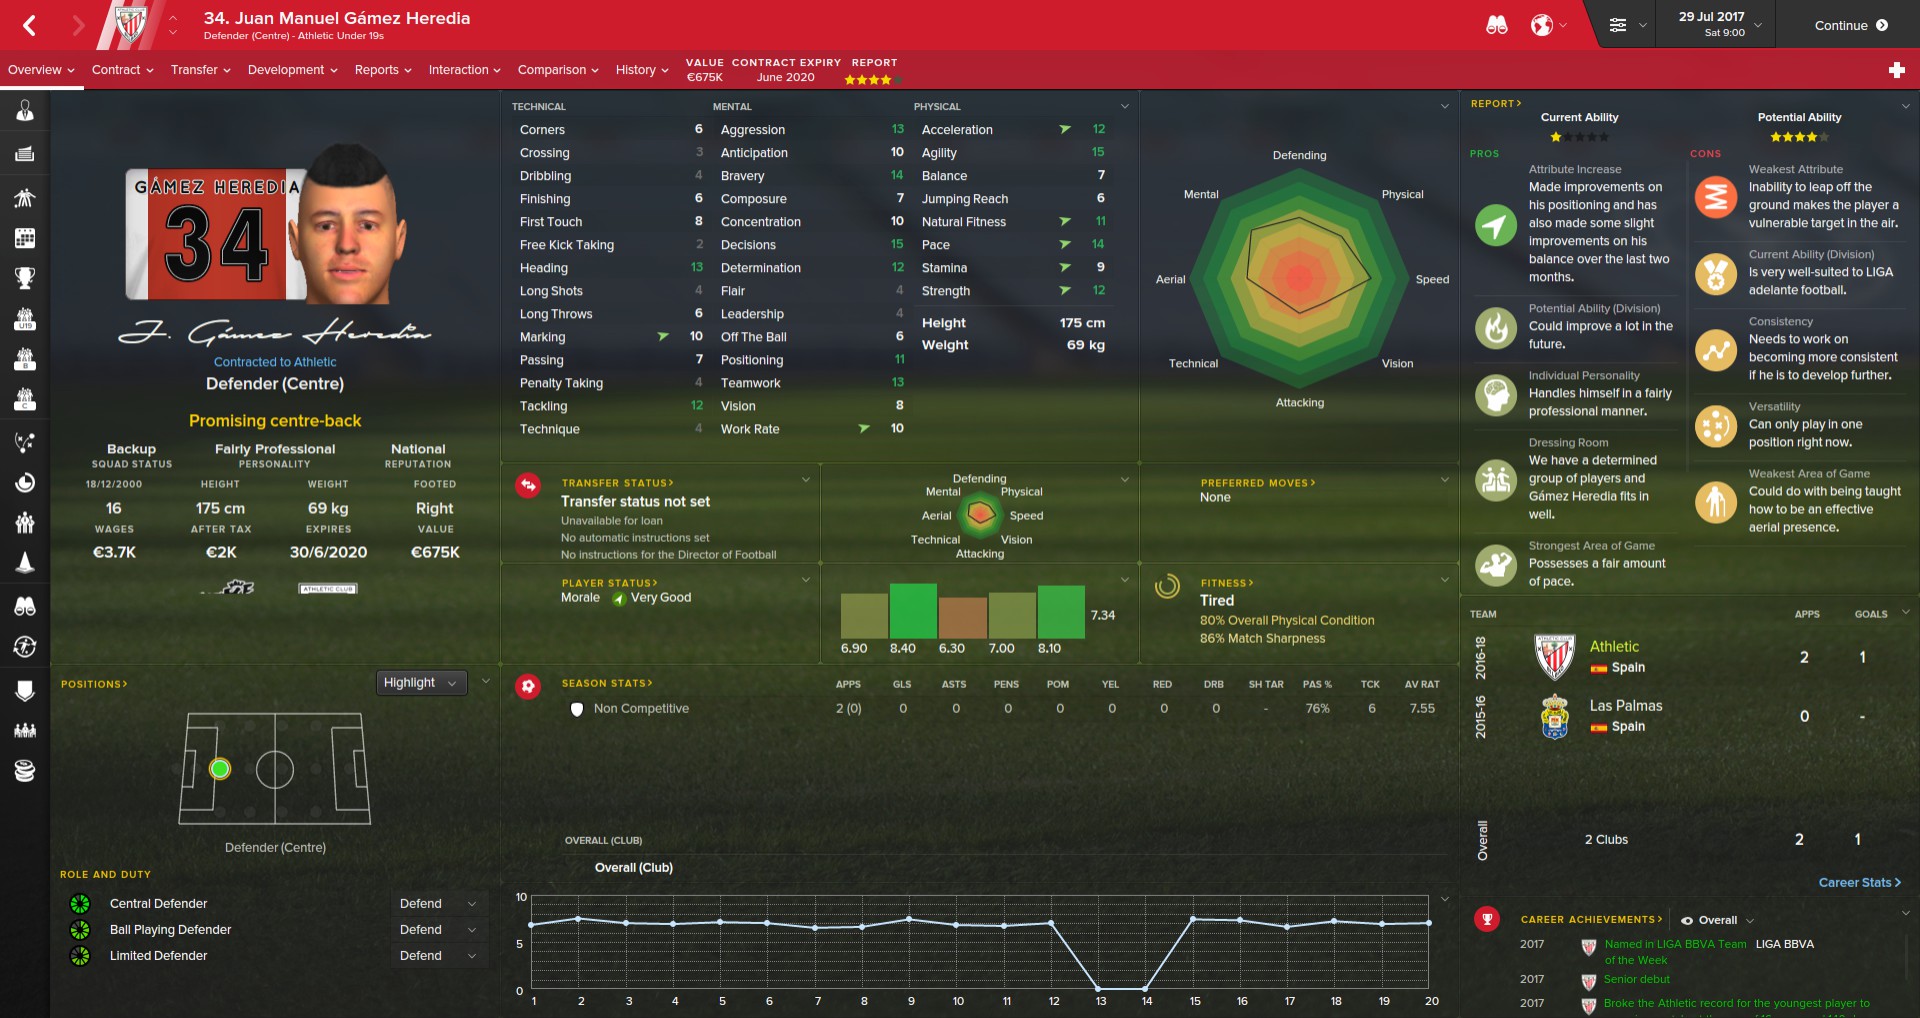 34. Juan Manuel Gámez Heredia
Defender (Centre) - Athletic Under 19s
29 Jul 2017
Sat 9:00
Continue
Overview Contract Transfer Development Reports Interaction Comparison History
VALUE CONTRACT EXPIRY REPORT
€675K June 2020
GÁMEZ HEREDIA
34
J. Gámez Heredia
Contracted to Athletic
Defender (Centre)
Promising centre-back
Backup Fairly Professional National
SQUAD STATUS PERSONALITY REPUTATION
18/12/2000 HEIGHT WEIGHT FOOTED
16 175 cm 69 kg Right
WAGES AFTER TAX EXPIRES VALUE
€3.7K €2K 30/6/2020 €675K
ATHLETIC CLUB
U19
B
C
POSITIONS>
Highlight
Defender (Centre)
ROLE AND DUTY
Central Defender Defend
Ball Playing Defender Defend
Limited Defender Defend
TECHNICAL MENTAL PHYSICAL
Corners 6 Aggression 13 Acceleration 12
Crossing 3 Anticipation 10 Agility 15
Dribbling 4 Bravery 14 Balance 7
Finishing 6 Composure 7 Jumping Reach 6
First Touch 8 Concentration 10 Natural Fitness 11
Free Kick Taking 2 Decisions 15 Pace 14
Heading 13 Determination 12 Stamina 9
Long Shots 4 Flair 4 Strength 12
Long Throws 6 Leadership 4 Height 175 cm
Marking 10 Off The Ball 6 Weight 69 kg
Passing 7 Positioning 11
Penalty Taking 4 Teamwork 13
Tackling 12 Vision 8
Technique 4 Work Rate 10
Defending
Mental Physical
Aerial Speed
Technical Vision
Attacking
TRANSFER STATUS>
Transfer status not set
Unavailable for loan
No automatic instructions set
No instructions for the Director of Football
Defending
Mental Physical
Aerial Speed
Technical Vision
Attacking
PREFERRED MOVES>
None
PLAYER STATUS>
Morale Very Good
7.34
6.90 8.40 6.30 7.00 8.10
FITNESS>
Tired
80% Overall Physical Condition
86% Match Sharpness
SEASON STATS> APPS GLS ASTS PENS POM YEL RED DRB SH TAR PAS % TCK AV RAT
Non Competitive 2 (0) 0 0 0 0 0 0 0 - 76% 6 7.55
OVERALL (CLUB)
Overall (Club)
10
5
0
1 2 3 4 5 6 7 8 9 10 11 12 13 14 15 16 17 18 19 20
REPORT>
Current Ability Potential Ability
PROS
Attribute Increase
Made improvements on
his positioning and has
also made some slight
improvements on his
balance over the last two
months.
Potential Ability (Division)
Could improve a lot in the
future.
Individual Personality
Handles himself in a fairly
professional manner.
Dressing Room
We have a determined
group of players and
Gámez Heredia fits in
well.
Strongest Area of Game
Possesses a fair amount
of pace.
CONS
Weakest Attribute
Inability to leap off the
ground makes the player a
vulnerable target in the air.
Current Ability (Division)
Is very well-suited to LIGA
adelante football.
Consistency
Needs to work on
becoming more consistent
if he is to develop further.
Versatility
Can only play in one
position right now.
Weakest Area of Game
Could do with being taught
how to be an effective
aerial presence.
TEAM APPS GOALS
2016-18 Athletic 2 1
Spain
2015-16 Las Palmas 0 -
Spain
Overall 2 Clubs 2 1
Career Stats >
CAREER ACHIEVEMENTS> Overall
2017 Named in LIGA BBVA Team LIGA BBVA
of the Week
2017 Senior debut
2017 Broke the Athletic record for the youngest player to